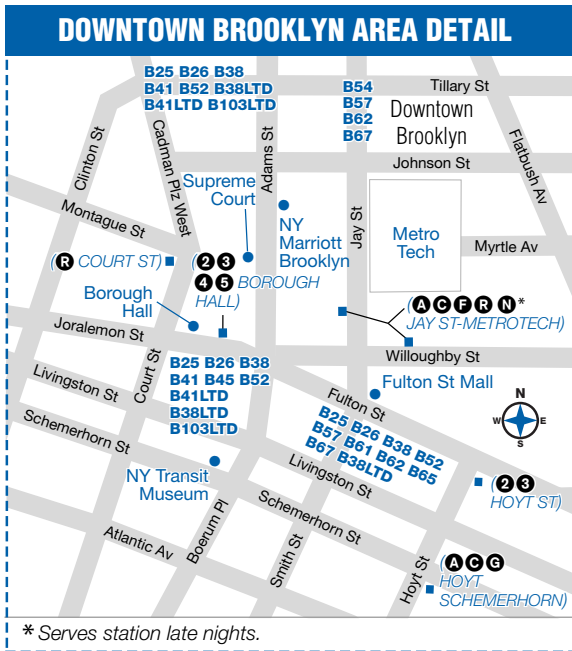 DOWNTOWN BROOKLYN AREA DETAIL
B25 B26 B38
B41 B52 B38LTD
B41LTD B103LTD
B54
B57
B62
B67
Tillary St
Downtown
Brooklyn
Flatbush Av
Clinton St
Cadman Plz West
Adams St
Johnson St
Jay St
Supreme
Court
Montague St
NY
Marriott
Brooklyn
Metro
Tech
Myrtle Av
(R COURT ST)
(2 3
4 5 BOROUGH
HALL)
Borough
Hall
(A C F R N*
JAY ST-METROTECH)
Joralemon St
Court St
Willoughby St
B25 B26 B38
B41 B45 B52
B41LTD
B38LTD
B103LTD
Fulton St Mall
Fulton St
N
W E
S
Livingston St
B25 B26 B38 B52
B57 B61 B62 B65
B67 B38LTD
Schemerhorn St
Livingston St
NY Transit
Museum
(2 3
HOYT ST)
Schemerhorn St
Atlantic Av
Boerum Pl
Smith St
Hoyt St
(A C G
HOYT
SCHEMERHORN)
* Serves station late nights.